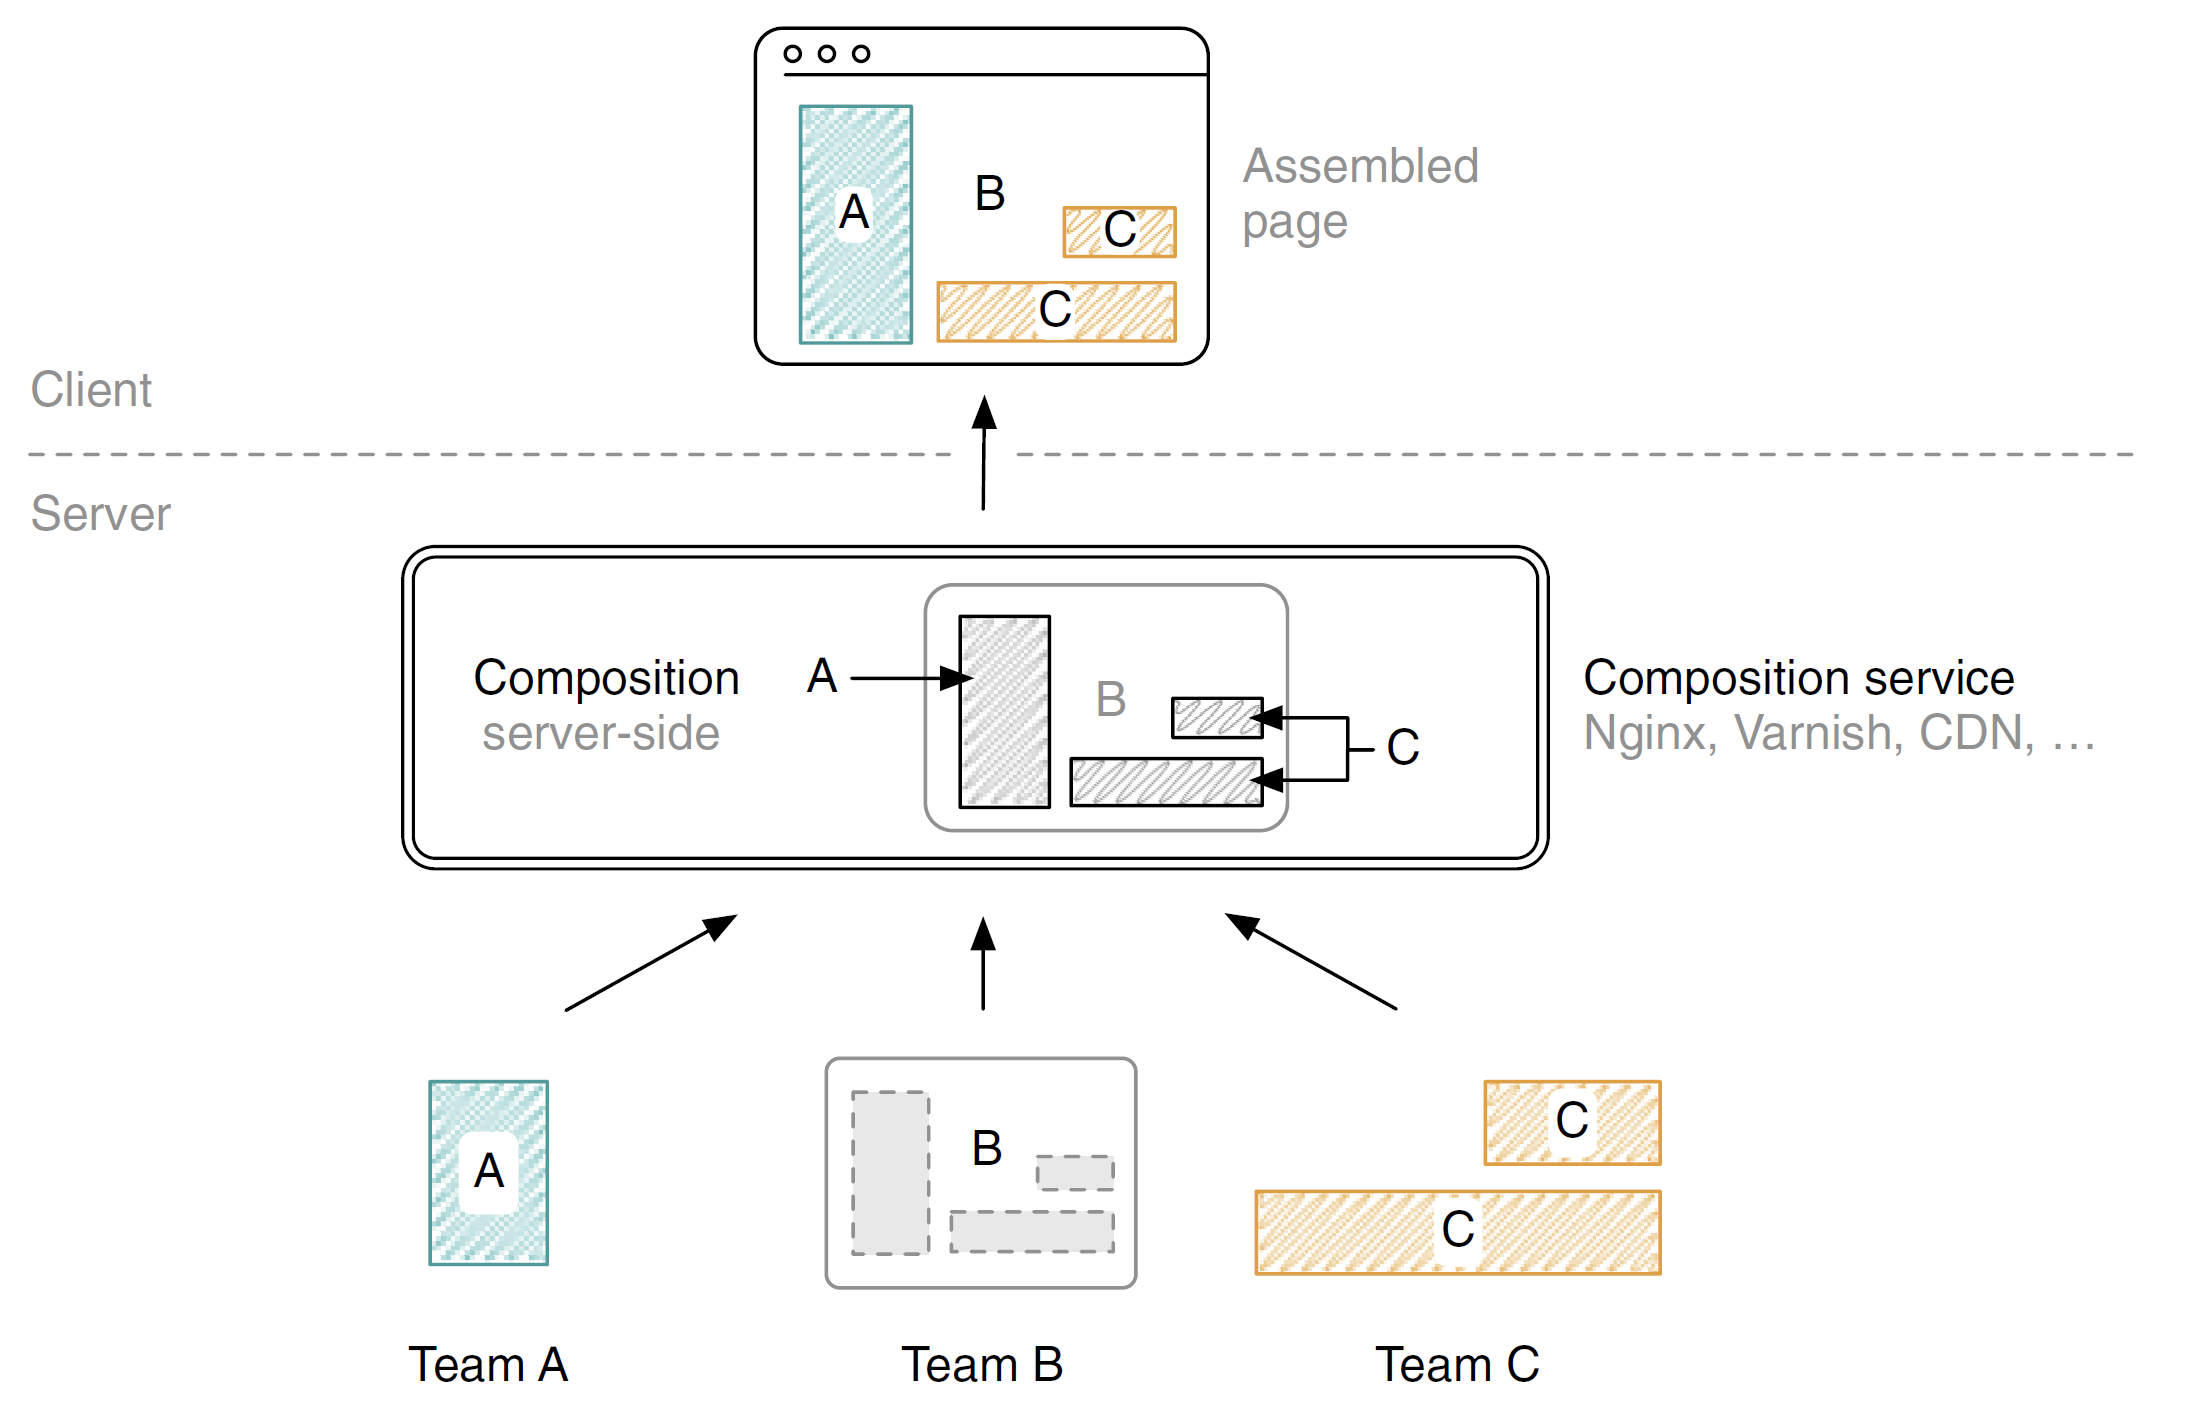 A
B
C
C
Assembled
page
Client
Server
Composition
server-side
A
B
C
Composition service
Nginx, Varnish, CDN, ...
A
B
C
C
Team A
Team B
Team C